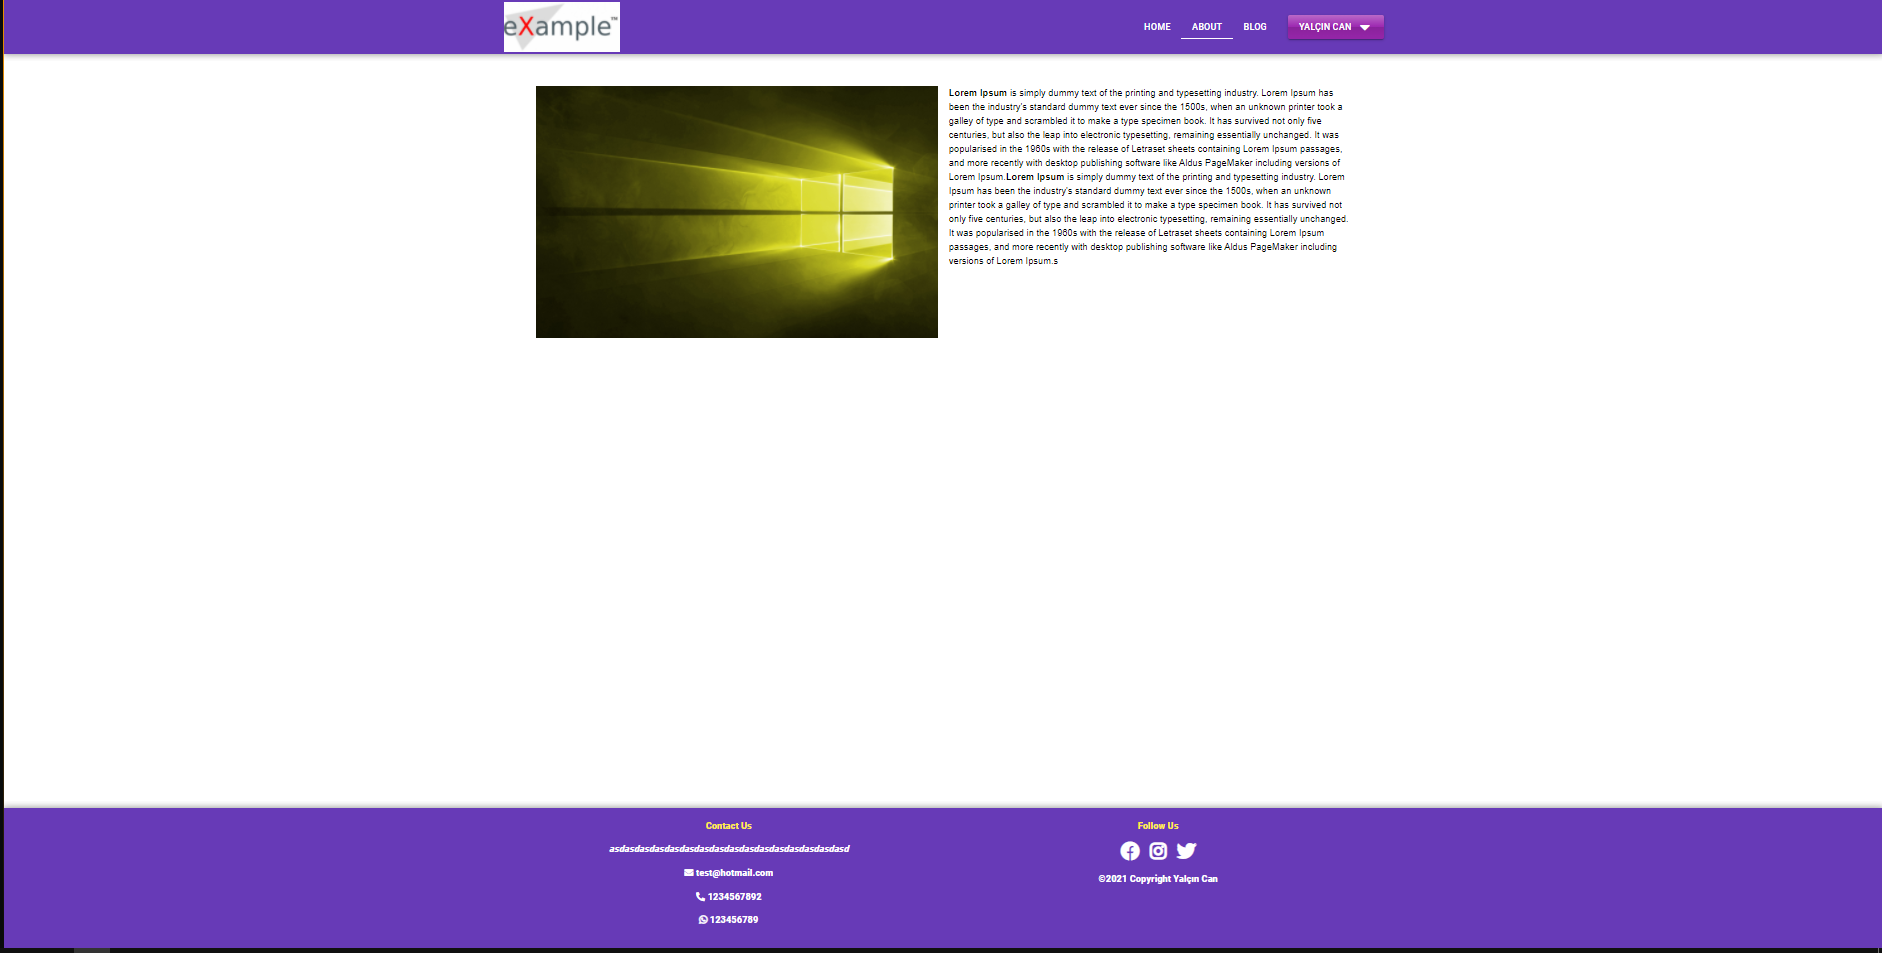 eXample™
HOME ABOUT BLOG YALÇIN CAN
Lorem Ipsum is simply dummy text of the printing and typesetting industry. Lorem Ipsum has
been the industry's standard dummy text ever since the 1500s, when an unknown printer took a
galley of type and scrambled it to make a type specimen book. It has survived not only five
centuries, but also the leap into electronic typesetting, remaining essentially unchanged. It was
popularised in the 1960s with the release of Letraset sheets containing Lorem Ipsum passages,
and more recently with desktop publishing software like Aldus PageMaker including versions of
Lorem Ipsum.Lorem Ipsum is simply dummy text of the printing and typesetting industry. Lorem
Ipsum has been the industry's standard dummy text ever since the 1500s, when an unknown
printer took a galley of type and scrambled it to make a type specimen book. It has survived not
only five centuries, but also the leap into electronic typesetting, remaining essentially unchanged.
It was popularised in the 1960s with the release of Letraset sheets containing Lorem Ipsum
passages, and more recently with desktop publishing software like Aldus PageMaker including
versions of Lorem Ipsum.s
Contact Us
asdasdasdasdasdasdasdasdasdasdasdasdasdasdasdasd
test@hotmail.com
1234567892
123456789
Follow Us
©2021 Copyright Yalçın Can